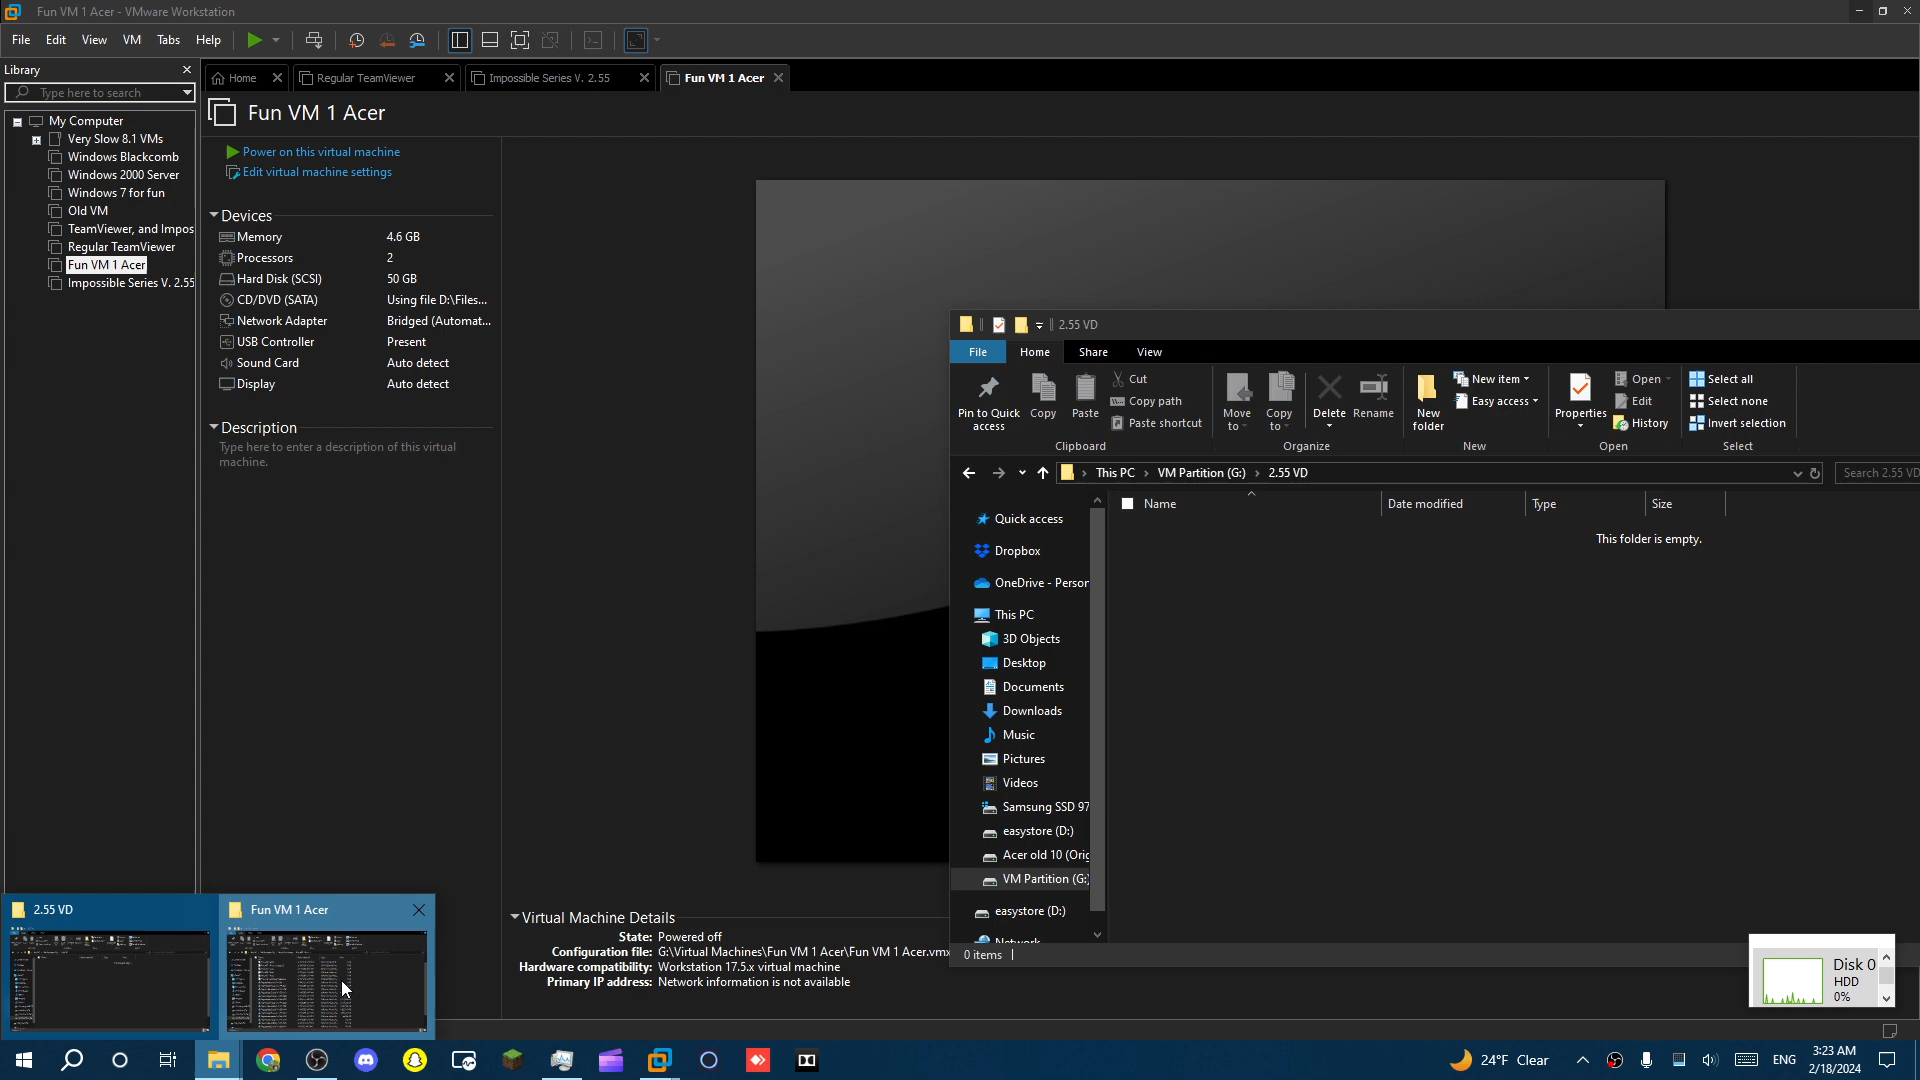 Fun VM 1 Acer - VMware Workstation
File Edit View VM Tabs Help
Library
Type here to search
My Computer
Very Slow 8.1 VMs
Windows Blackcomb
Windows 2000 Server
Windows 7 for fun
Old VM
TeamViewer, and Impos
Regular TeamViewer
Fun VM 1 Acer
Impossible Series V. 2.55
Home
Regular TeamViewer
Impossible Series V. 2.55
Fun VM 1 Acer
Fun VM 1 Acer
Power on this virtual machine
Edit virtual machine settings
Devices
Memory 4.6 GB
Processors 2
Hard Disk (SCSI) 50 GB
CD/DVD (SATA) Using file D:\Files...
Network Adapter Bridged (Automat...
USB Controller Present
Sound Card Auto detect
Display Auto detect
Description
Type here to enter a description of this virtual
machine.
Virtual Machine Details
State: Powered off
Configuration file: G:\Virtual Machines\Fun VM 1 Acer\Fun VM 1 Acer.vmx
Hardware compatibility: Workstation 17.5.x virtual machine
Primary IP address: Network information is not available
2.55 VD
File Home Share View
Pin to Quick
access
Copy
Paste
Cut
Copy path
Paste shortcut
Clipboard
Move
to
Copy
to
Delete
Rename
Organize
New
folder
New item
Easy access
New
Properties
Open
Edit
History
Open
Select all
Select none
Invert selection
Select
This PC > VM Partition (G:) > 2.55 VD
Search 2.55 VD
Name Date modified Type Size
This folder is empty.
Quick access
Dropbox
OneDrive - Person
This PC
3D Objects
Desktop
Documents
Downloads
Music
Pictures
Videos
Samsung SSD 97
easystore (D:)
Acer old 10 (Orig
VM Partition (G:)
easystore (D:)
Network
0 items
2.55 VD
Fun VM 1 Acer
Disk 0
HDD
0%
24°F Clear
ENG
3:23 AM
2/18/2024